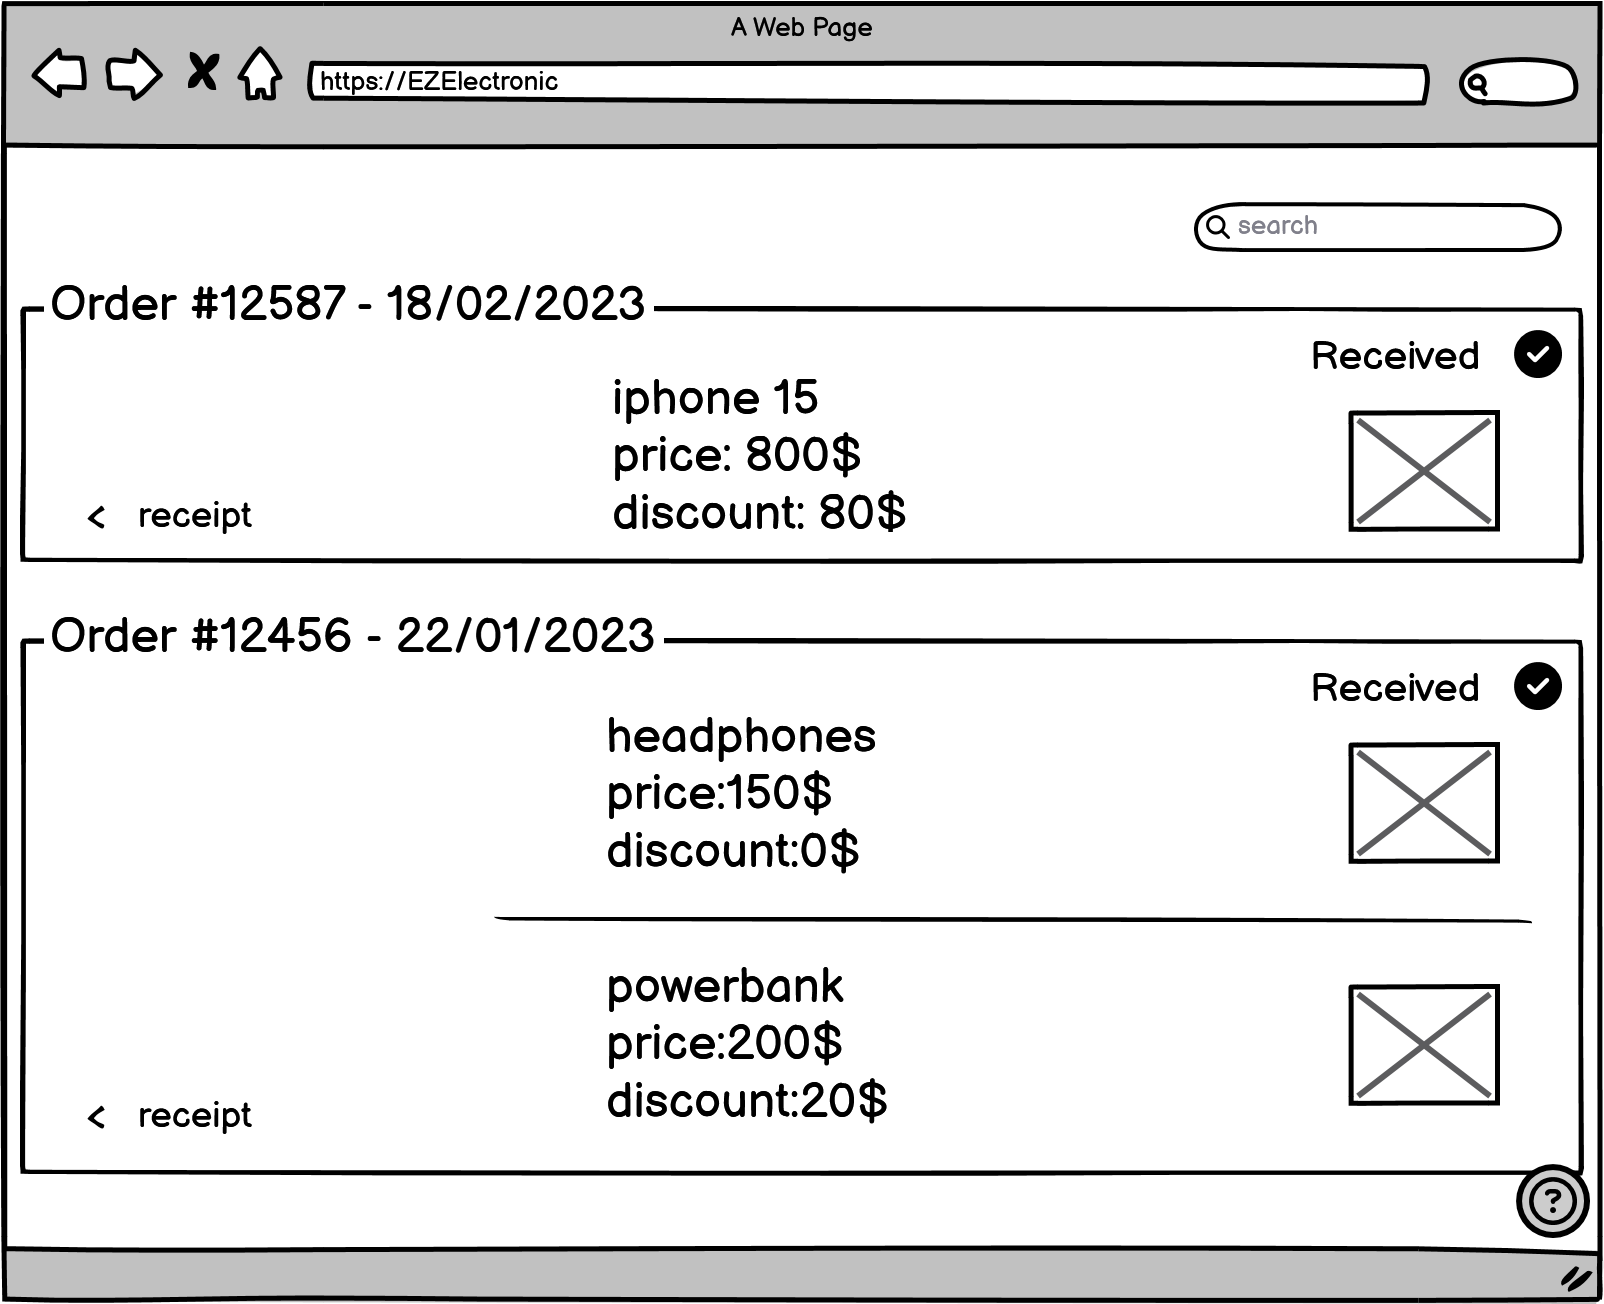 A Web Page
https://EZElectronic
search
Order #12587 - 18/02/2023
Received
iphone 15
price: 800$
discount: 80$
< receipt
Order #12456 - 22/01/2023
Received
headphones
price:150$
discount:0$
powerbank
price:200$
discount:20$
< receipt
?